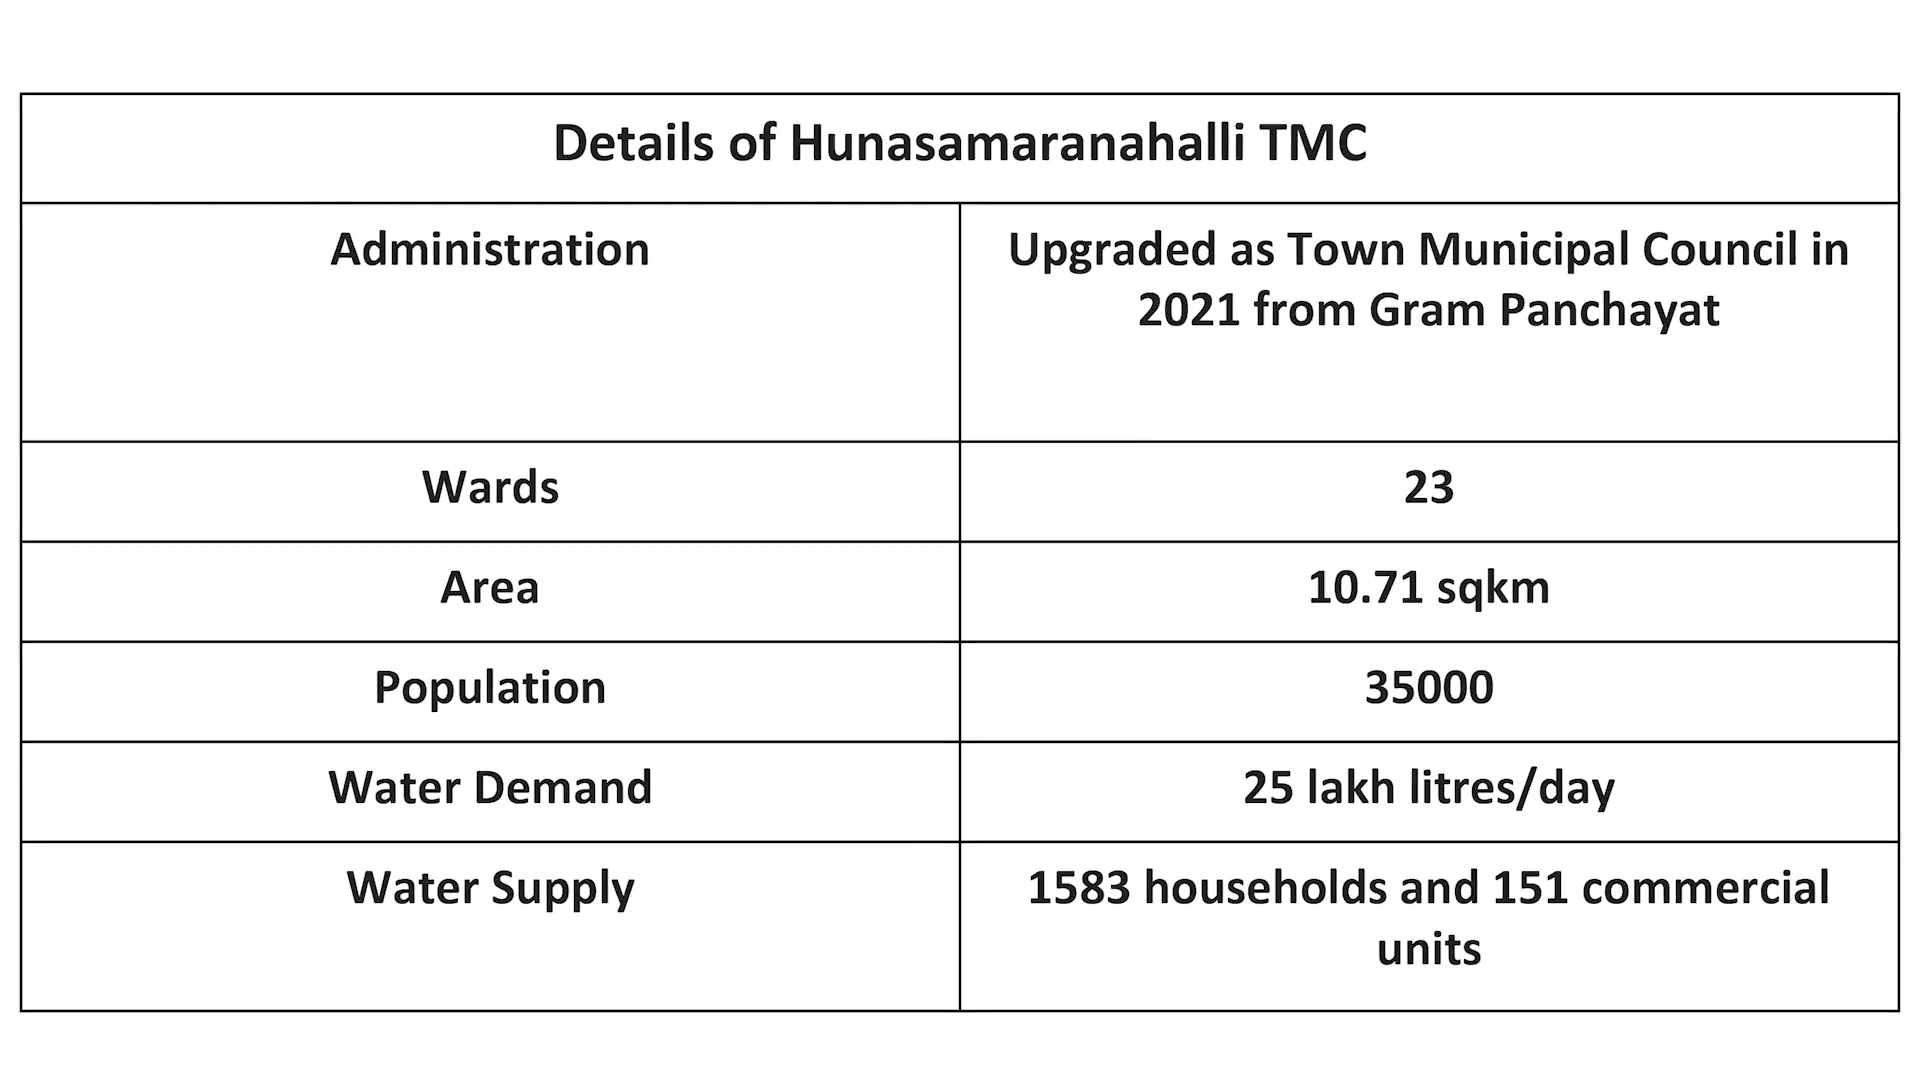 Details of Hunasamaranahalli TMC
Administration
Upgraded as Town Municipal Council in
2021 from Gram Panchayat
Wards
23
Area
10.71 sqkm
Population
35000
Water Demand
25 lakh litres/day
Water Supply
1583 households and 151 commercial
units